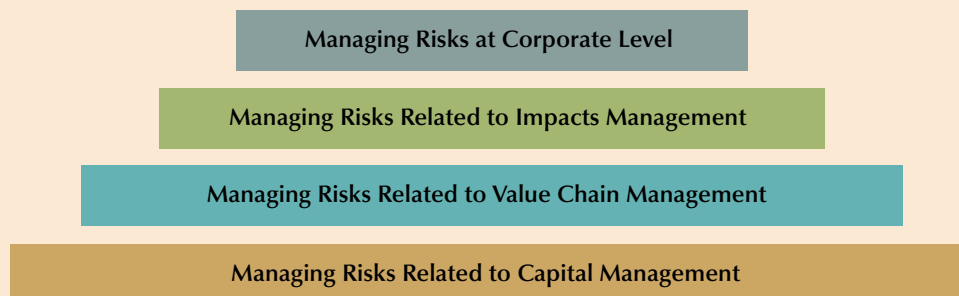 Managing Risks at Corporate Level
Managing Risks Related to Impacts Management
Managing Risks Related to Value Chain Management
Managing Risks Related to Capital Management